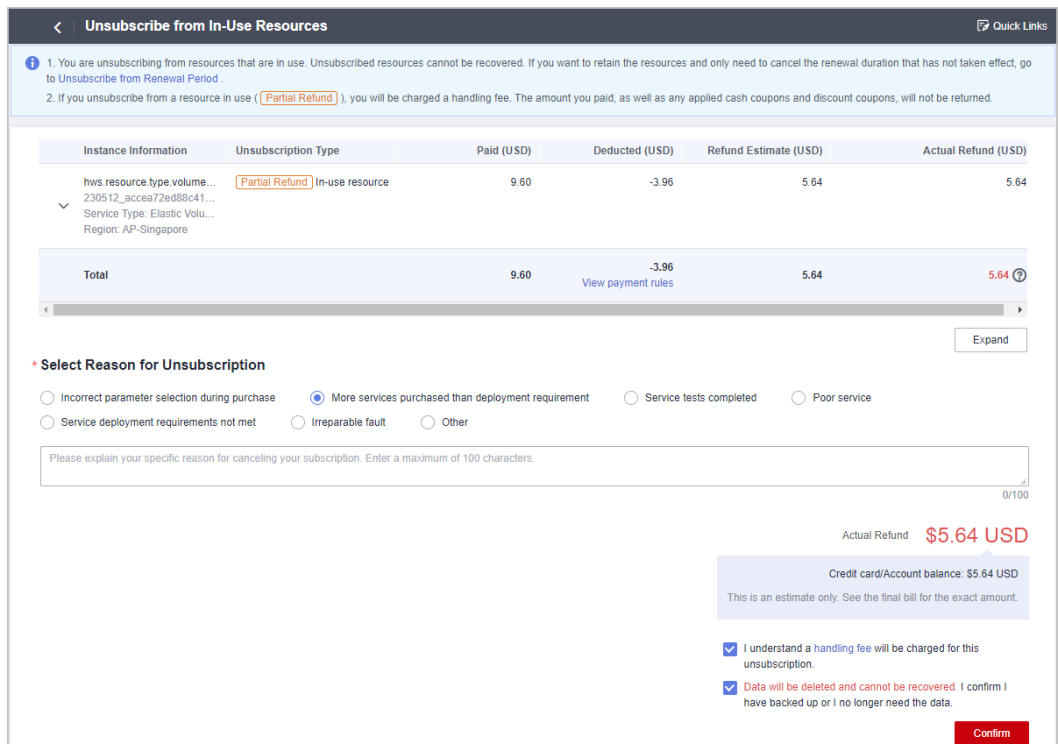 Unsubscribe from In-Use Resources
Quick Links
1. You are unsubscribing from resources that are in use. Unsubscribed resources cannot be recovered. If you want to retain the resources and only need to cancel the renewal duration that has not taken effect, go
to Unsubscribe from Renewal Period .
2. If you unsubscribe from a resource in use ( Partial Refund ), you will be charged a handling fee. The amount you paid, as well as any applied cash coupons and discount coupons, will not be returned.
Instance Information Unsubscription Type Paid (USD) Deducted (USD) Refund Estimate (USD) Actual Refund (USD)
hws.resource.type.volume... Partial Refund In-use resource 9.60 -3.96 5.64 5.64
230512_accea72ed88c41...
Service Type: Elastic Volu...
Region: AP-Singapore
Total 9.60 -3.96 5.64 5.64
View payment rules
Expand
* Select Reason for Unsubscription
Incorrect parameter selection during purchase More services purchased than deployment requirement Service tests completed Poor service
Service deployment requirements not met Irreparable fault Other
Please explain your specific reason for canceling your subscription. Enter a maximum of 100 characters.
0/100
Actual Refund $5.64 USD
Credit card/Account balance: $5.64 USD
This is an estimate only. See the final bill for the exact amount.
I understand a handling fee will be charged for this
unsubscription.
Data will be deleted and cannot be recovered. I confirm I
have backed up or I no longer need the data.
Confirm